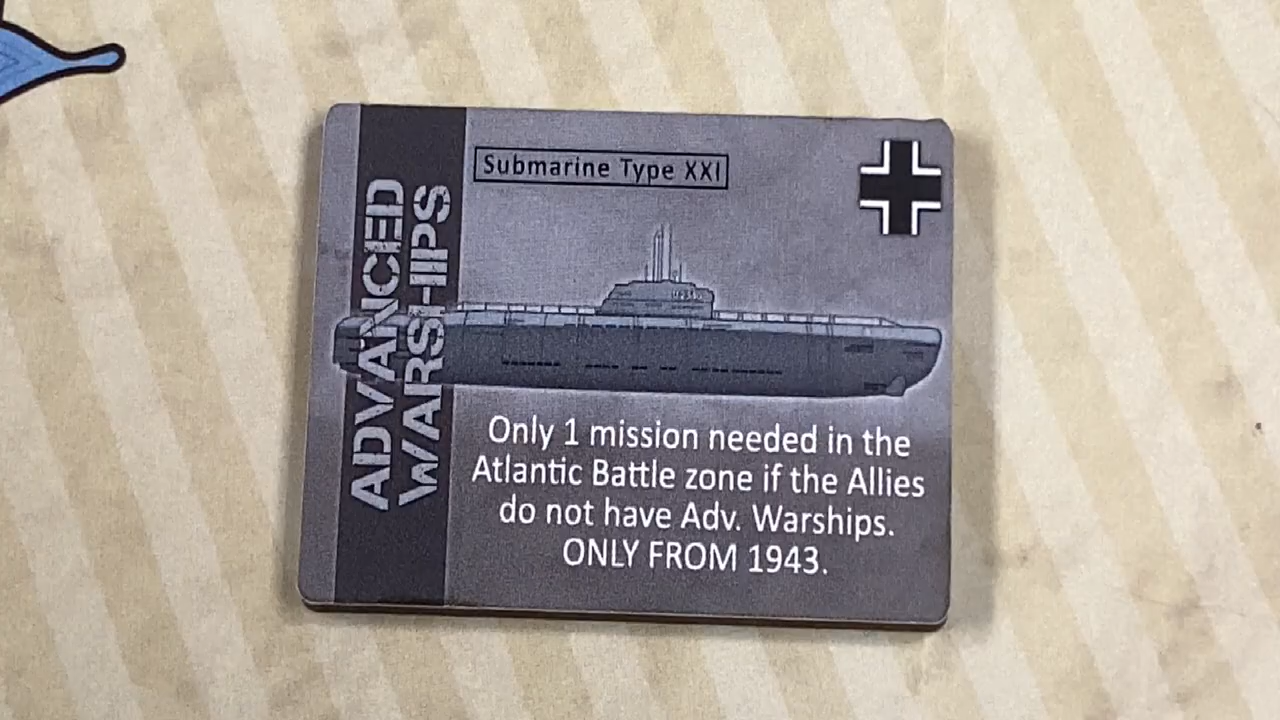 ADVANCED
WARSHIPS
Submarine Type XXI
Only 1 mission needed in the
Atlantic Battle zone if the Allies
do not have Adv. Warships.
ONLY FROM 1943.